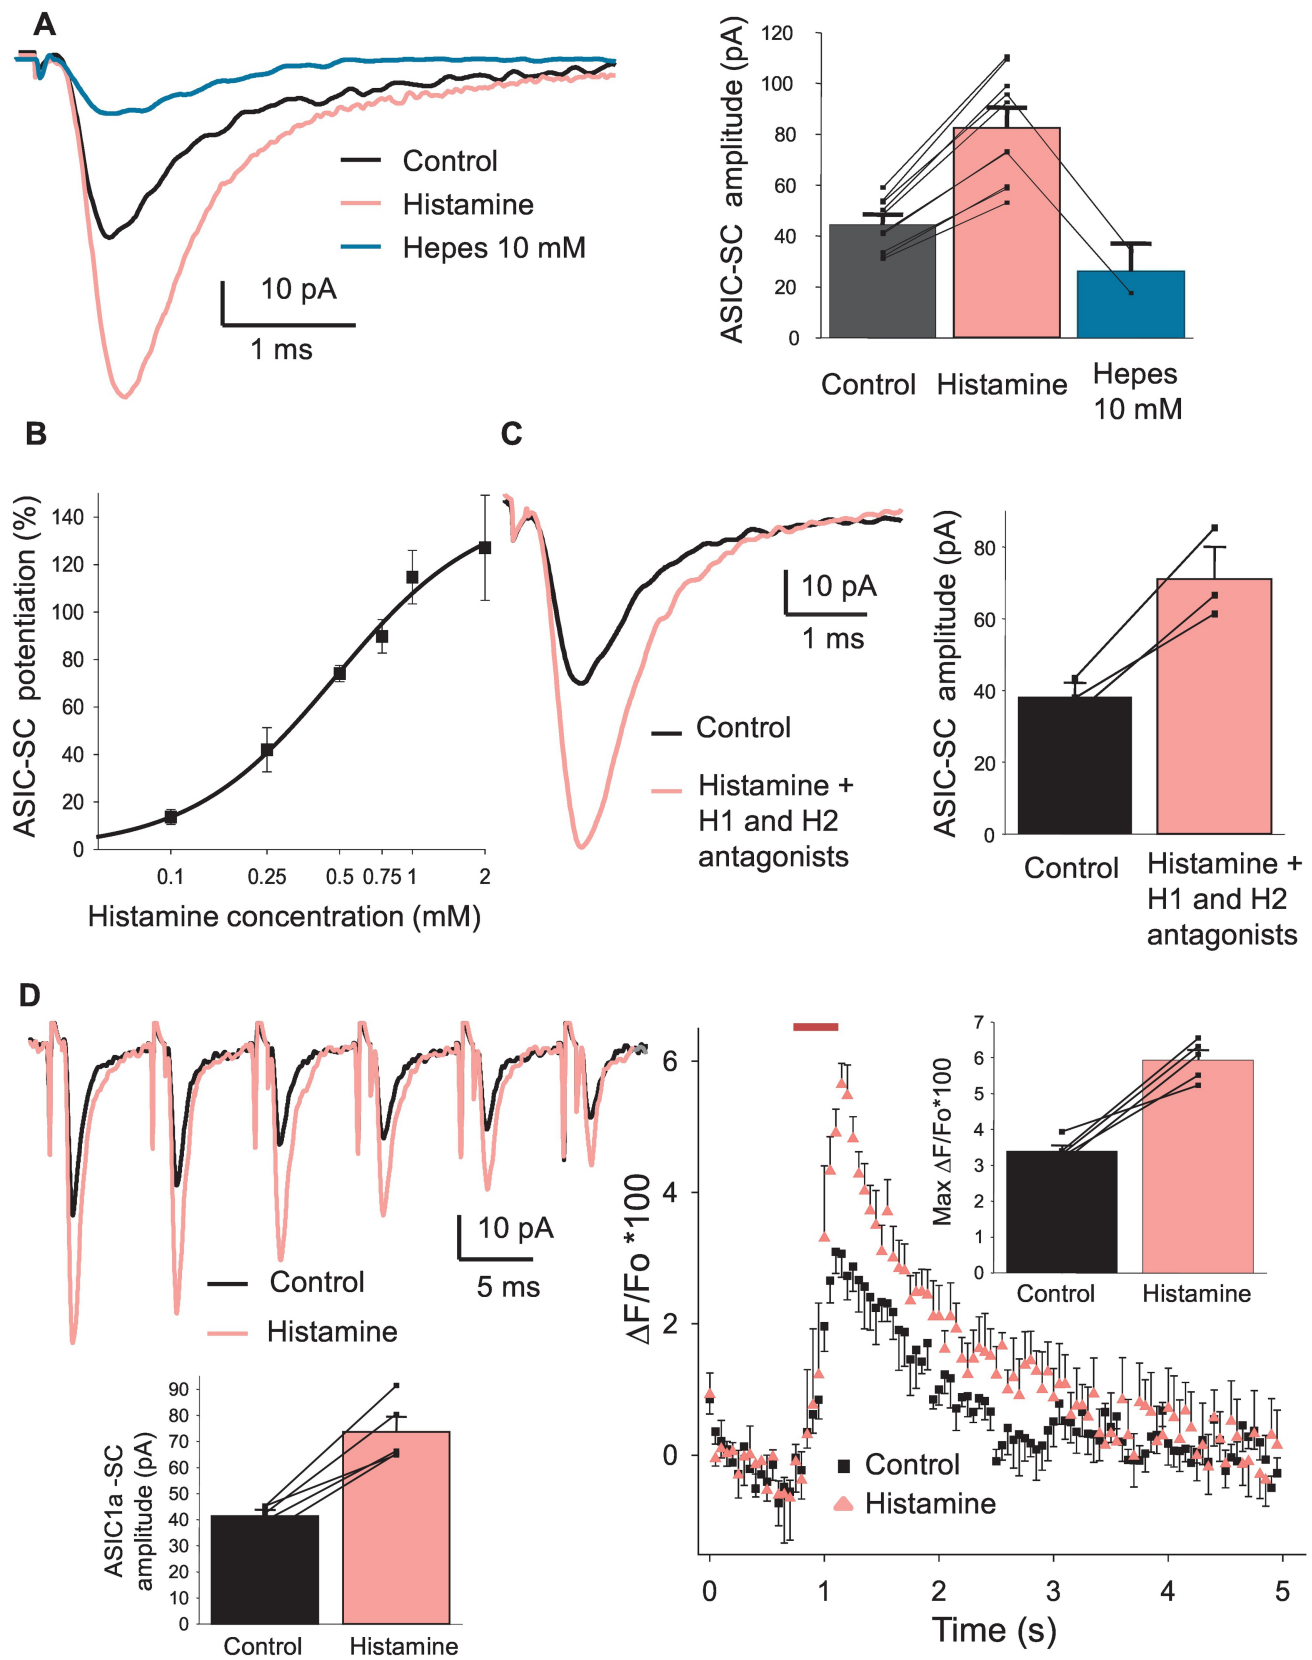 A
Control
Histamine
Hepes 10 mM
10 pA
1 ms
ASIC-SC amplitude (pA)
120
100
80
60
40
20
0
Control
Histamine
Hepes
10 mM
B
ASIC-SC potentiation (%)
140
120
100
80
60
40
20
0
0.1
0.25
0.5
0.75
1
2
Histamine concentration (mM)
C
10 pA
1 ms
Control
Histamine +
H1 and H2
antagonists
ASIC-SC amplitude (pA)
80
60
40
20
0
Control
Histamine +
H1 and H2
antagonists
D
10 pA
5 ms
Control
Histamine
ASIC1a -SC
amplitude (pA)
90
80
70
60
50
40
30
20
10
0
Control
Histamine
ΔF/Fo *100
6
4
2
0
Control
Histamine
0
1
2
3
4
5
Time (s)
Max ΔF/Fo*100
7
6
5
4
3
2
1
0
Control
Histamine